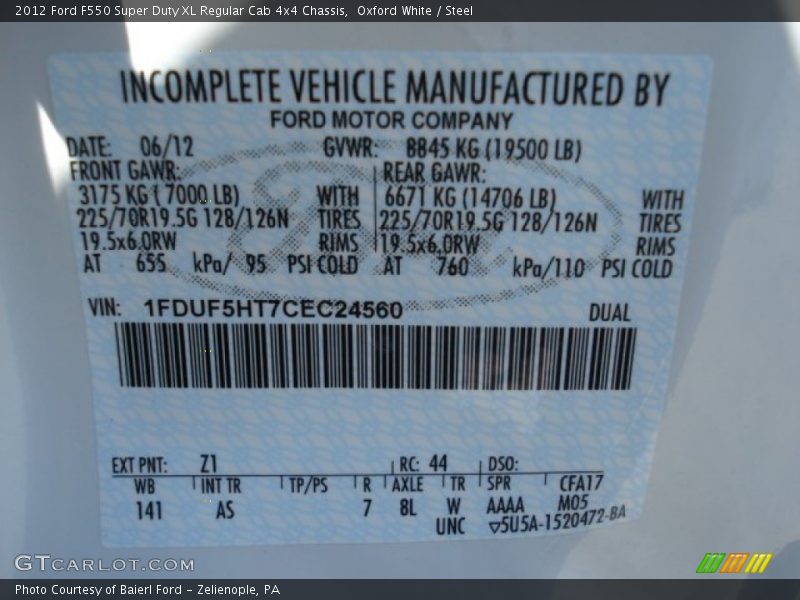 2012 Ford F550 Super Duty XL Regular Cab 4x4 Chassis,  Oxford White / Steel
INCOMPLETE VEHICLE MANUFACTURED BY
FORD MOTOR COMPANY
DATE: 06/12 GVWR: 8845 KG (19500 LB)
FRONT GAWR: REAR GAWR:
3175 KG ( 7000 LB) WITH 6671 KG (14706 LB) WITH
225/70R19.5G 128/126N TIRES 225/70R19.5G 128/126N TIRES
19.5x6.0RW RIMS 19.5x6.0RW RIMS
AT 655 kPa/ 95 PSI COLD AT 760 kPa/110 PSI COLD
VIN: 1FDUF5HT7CEC24560 DUAL
EXT PNT: Z1 RC: 44 DSO:
WB INT TR TP/PS R AXLE TR SPR CFA17
141 AS 7 8L W AAAA M05
UNC ▽5U5A-1520472-BA
GTCARLOT.COM
Photo Courtesy of Baierl Ford - Zelienople, PA